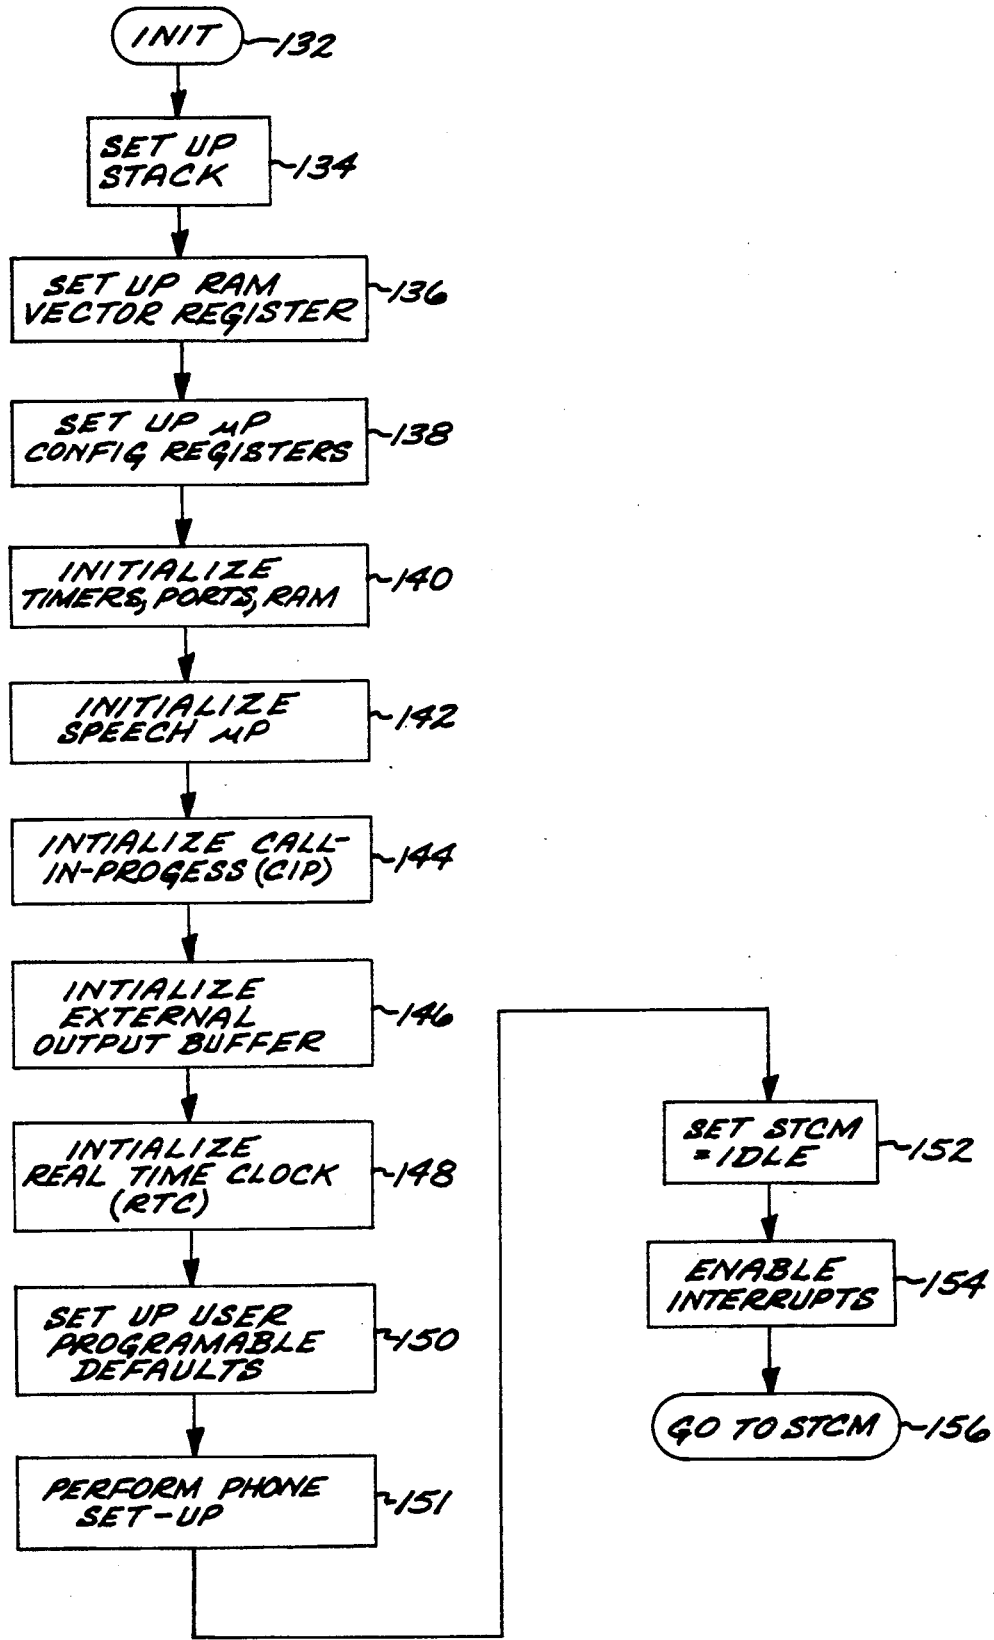 INIT
132
SET UP
STACK
134
SET UP RAM
VECTOR REGISTER
136
SET UP µP
CONFIG REGISTERS
138
INITIALIZE
TIMERS, PORTS, RAM
140
INITIALIZE
SPEECH µP
142
INTIALIZE CALL-
IN-PROGESS (CIP)
144
INTIALIZE
EXTERNAL
OUTPUT BUFFER
146
INTIALIZE
REAL TIME CLOCK
(RTC)
148
SET UP USER
PROGRAMABLE
DEFAULTS
150
PERFORM PHONE
SET-UP
151
SET STCM
= IDLE
152
ENABLE
INTERRUPTS
154
GO TO STCM
156